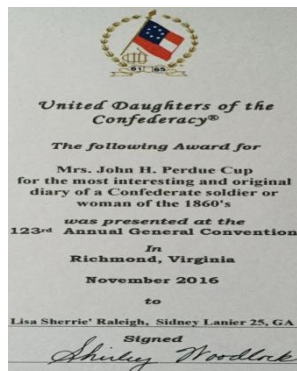 61 65
United Daughters of the
Confederacy®
The following Award for
Mrs. John H. Perdue Cup
for the most interesting and original
diary of a Confederate soldier or
woman of the 1860's
was presented at the
123rd Annual General Convention
In
Richmond, Virginia
November 2016
to
Lisa Sherrie' Raleigh, Sidney Lanier 25, GA
Signed
Shirley Woodlock